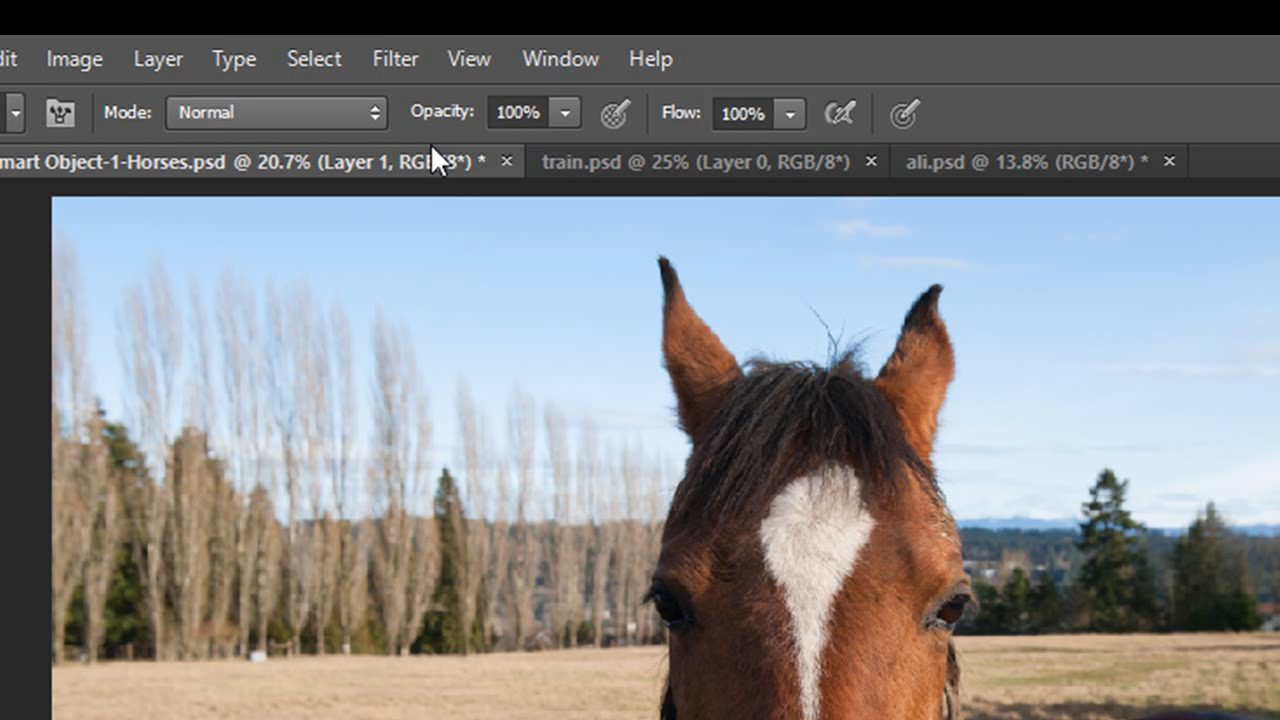 dit Image Layer Type Select Filter View Window Help
Mode: Normal Opacity: 100% Flow: 100%
mart Object-1-Horses.psd @ 20.7% (Layer 1, RGB/8*) * × train.psd @ 25% (Layer 0, RGB/8*) × ali.psd @ 13.8% (RGB/8*) * ×